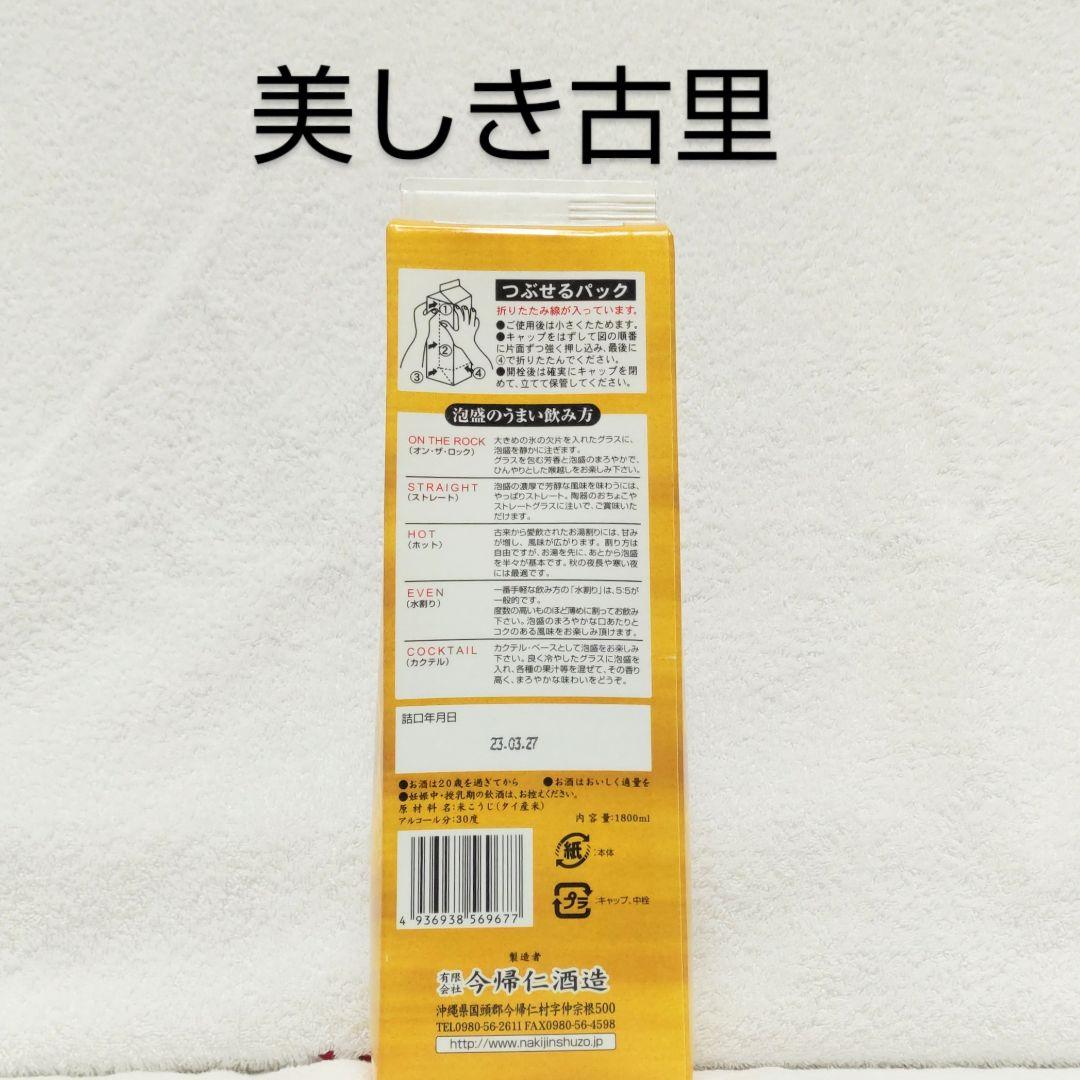 美しき古里
つぶせるパック
折りたたみ線が入っています。
●ご使用後は小さくたためます。
●キャップをはずして図の順番
に片面ずつ強く押し込み、最後に
④で折りたたんでください。
●開栓後は確実にキャップを閉
めて、立てて保管してください。
①
②
③
④
泡盛のうまい飲み方
ON THE ROCK
(オン・ザ・ロック)
大きめの氷の欠片を入れたグラスに、
泡盛を静かに注ぎます。
グラスを包む芳香と泡盛のまろやかで、
ひんやりとした喉越しをお楽しみ下さい。
STRAIGHT
(ストレート)
泡盛の濃厚で芳醇な風味を味わうには、
やっぱりストレート。陶器のおちょこや
ストレートグラスに注いで、ご賞味いた
だけます。
HOT
(ホット)
古来から愛飲されたお湯割りには、甘み
が増し、風味が広がります。割り方は
自由ですが、お湯を先に、あとから泡盛
を半々が基本です。秋の夜長や寒い夜
には最適です。
EVEN
(水割り)
一番手軽な飲み方の「水割り」は、5:5が
一般的です。
度数の高いものほど薄めに割ってお飲み
下さい。泡盛のまろやかな口あたりと
コクのある風味をお楽しみ頂けます。
COCKTAIL
(カクテル)
カクテル・ベースとして泡盛をお楽しみ
下さい。良く冷やしたグラスに泡盛を
入れ、各種の果汁等を混ぜて、その香り
高く、まろやかな味わいをどうぞ。
詰口年月日
23.03.27
●お酒は20歳を過ぎてから ●お酒はおいしく適量を
●妊娠中・授乳期の飲酒は、お控えください。
原材料名:米こうじ(タイ産米)
アルコール分:30度 内容量:1800ml
紙:本体
プラ:キャップ、中栓
4 936938 569677
製造者
有限会社 今帰仁酒造
沖縄県国頭郡今帰仁村字仲宗根500
TEL0980-56-2611 FAX0980-56-4598
http://www.nakijinshuzo.jp